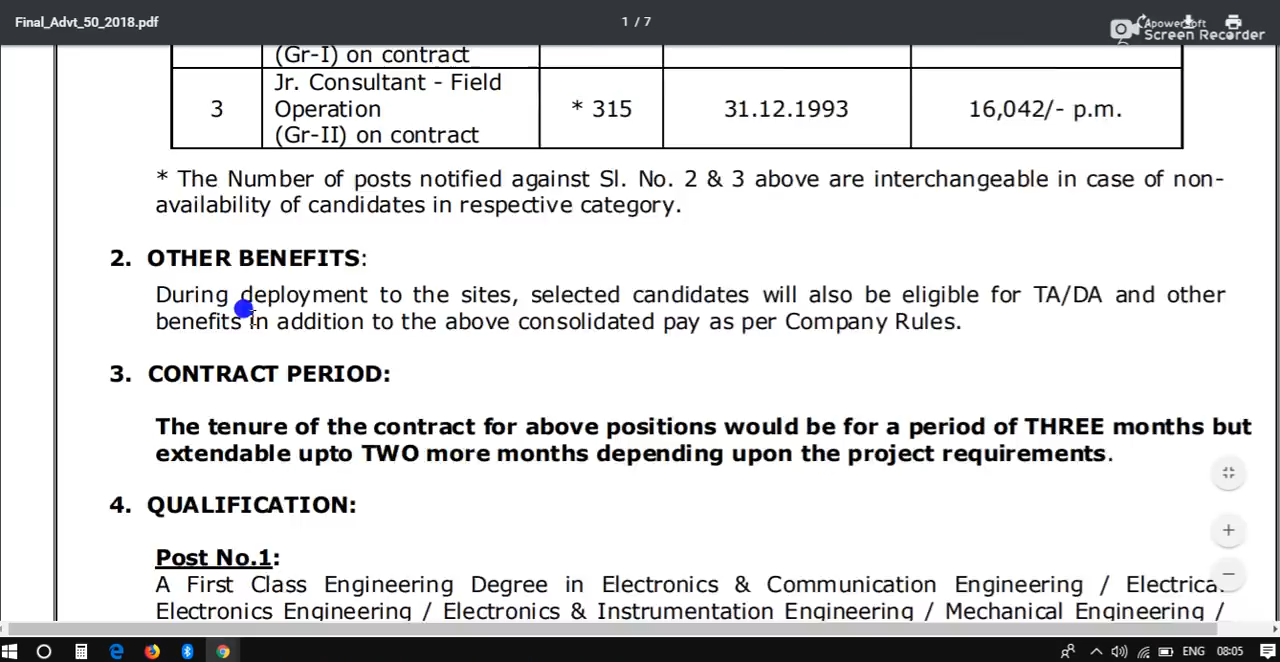 Final_Advt_50_2018.pdf
1 / 7
Apowersoft
Screen Recorder
(Gr-I) on contract
3
Jr. Consultant - Field
Operation
(Gr-II) on contract
* 315
31.12.1993
16,042/- p.m.
* The Number of posts notified against Sl. No. 2 & 3 above are interchangeable in case of non-
availability of candidates in respective category.
2. OTHER BENEFITS:
During deployment to the sites, selected candidates will also be eligible for TA/DA and other
benefits in addition to the above consolidated pay as per Company Rules.
3. CONTRACT PERIOD:
The tenure of the contract for above positions would be for a period of THREE months but
extendable upto TWO more months depending upon the project requirements.
4. QUALIFICATION:
Post No.1:
A First Class Engineering Degree in Electronics & Communication Engineering / Electrical
Electronics Engineering / Electronics & Instrumentation Engineering / Mechanical Engineering /
ENG
08:05